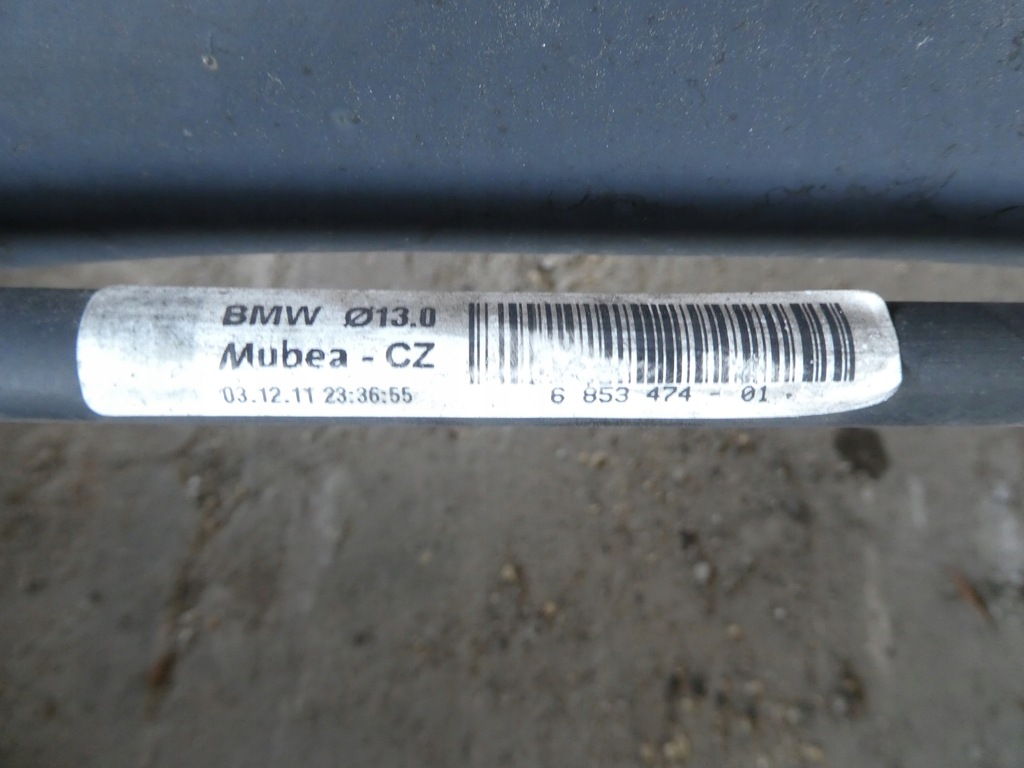 BMW Ø13.0
Mubea - CZ
03.12.11 23:36:55
6 853 474 - 01